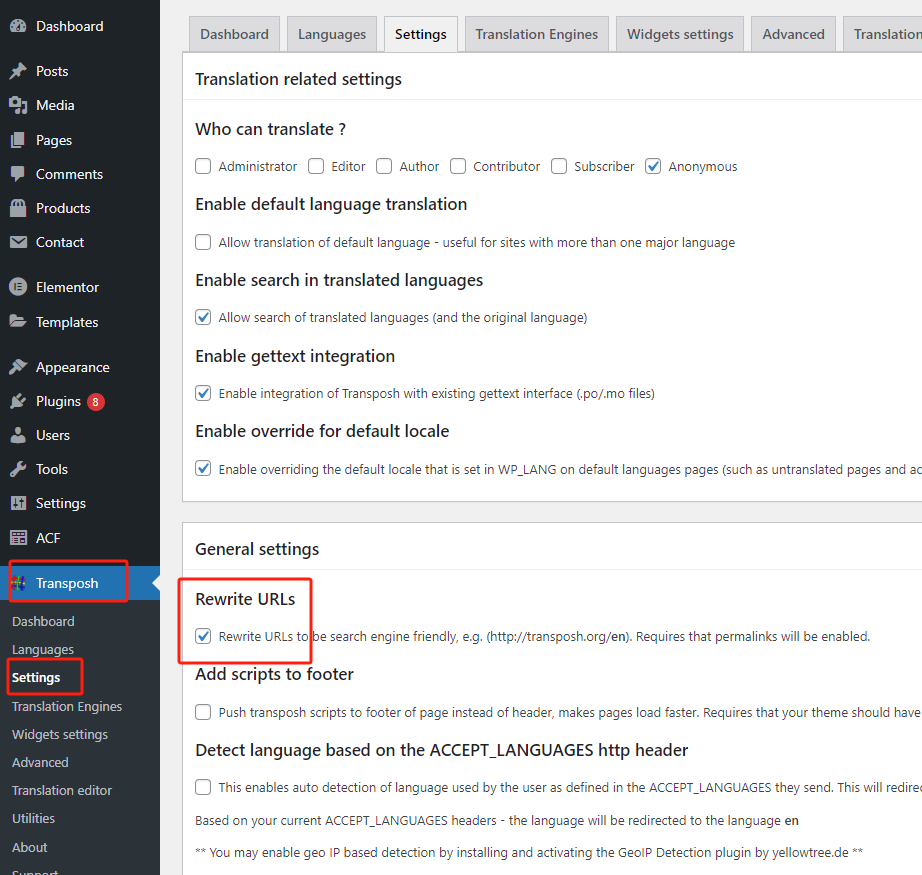 Dashboard
Posts
Media
Pages
Comments
Products
Contact
Elementor
Templates
Appearance
Plugins 8
Users
Tools
Settings
ACF
Transposh
Dashboard
Languages
Settings
Translation Engines
Widgets settings
Advanced
Translation editor
Utilities
About
Support
Dashboard Languages Settings Translation Engines Widgets settings Advanced Translation
Translation related settings
Who can translate ?
Administrator Editor Author Contributor Subscriber Anonymous
Enable default language translation
Allow translation of default language - useful for sites with more than one major language
Enable search in translated languages
Allow search of translated languages (and the original language)
Enable gettext integration
Enable integration of Transposh with existing gettext interface (.po/.mo files)
Enable override for default locale
Enable overriding the default locale that is set in WP_LANG on default languages pages (such as untranslated pages and ac
General settings
Rewrite URLs
Rewrite URLs to be search engine friendly, e.g. (http://transposh.org/en). Requires that permalinks will be enabled.
Add scripts to footer
Push transposh scripts to footer of page instead of header, makes pages load faster. Requires that your theme should have
Detect language based on the ACCEPT_LANGUAGES http header
This enables auto detection of language used by the user as defined in the ACCEPT_LANGUAGES they send. This will redirec
Based on your current ACCEPT_LANGUAGES headers - the language will be redirected to the language en
** You may enable geo IP based detection by installing and activating the GeoIP Detection plugin by yellowtree.de **